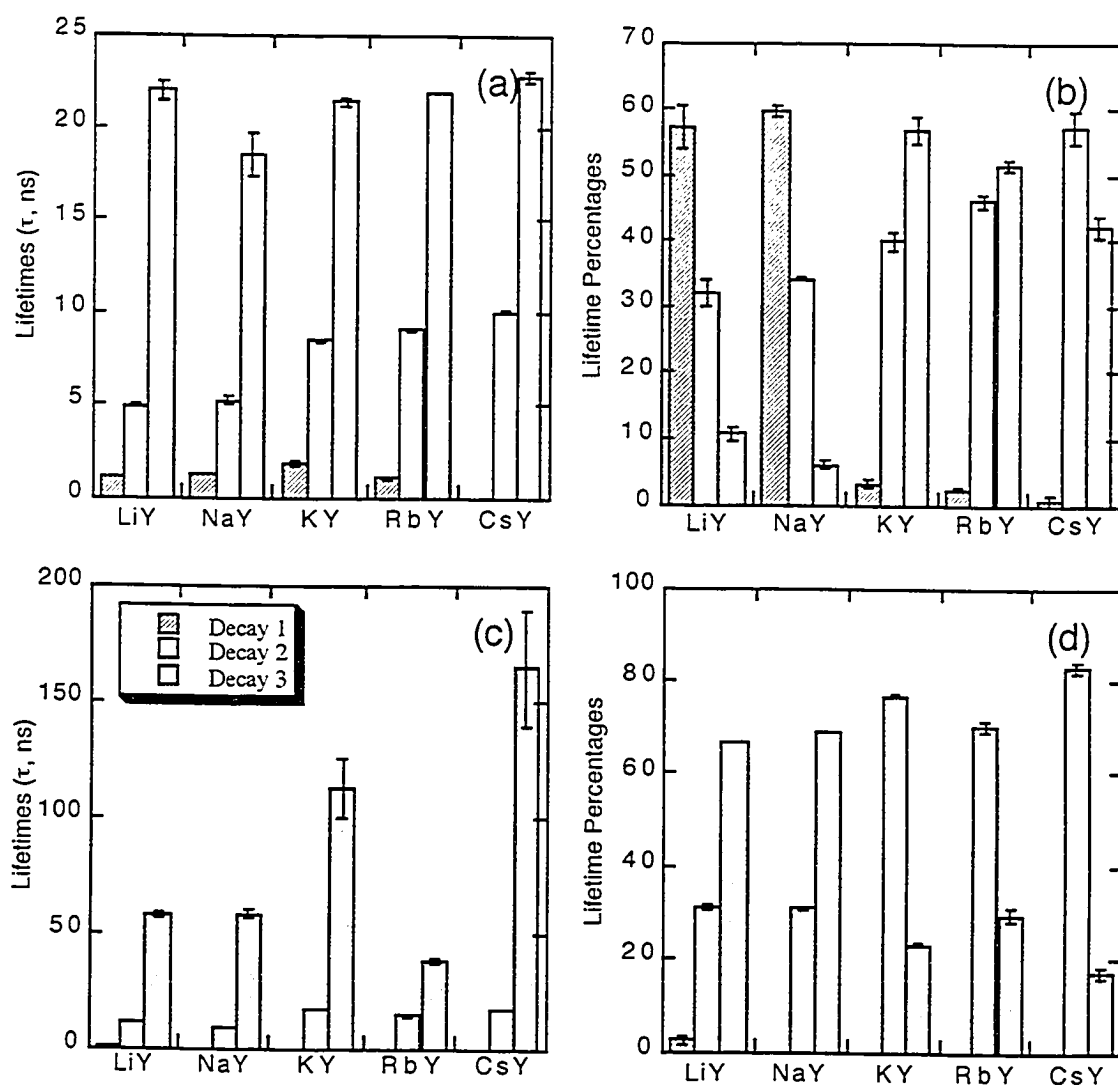 25
20
15
10
5
0
Lifetimes (τ, ns)
(a)
LiY NaY KY RbY CsY
70
60
50
40
30
20
10
0
Lifetime Percentages
(b)
LiY NaY KY RbY CsY
200
150
100
50
0
Lifetimes (τ, ns)
(c)
Decay 1
Decay 2
Decay 3
LiY NaY KY RbY CsY
100
80
60
40
20
0
Lifetime Percentages
(d)
LiY NaY KY RbY CsY